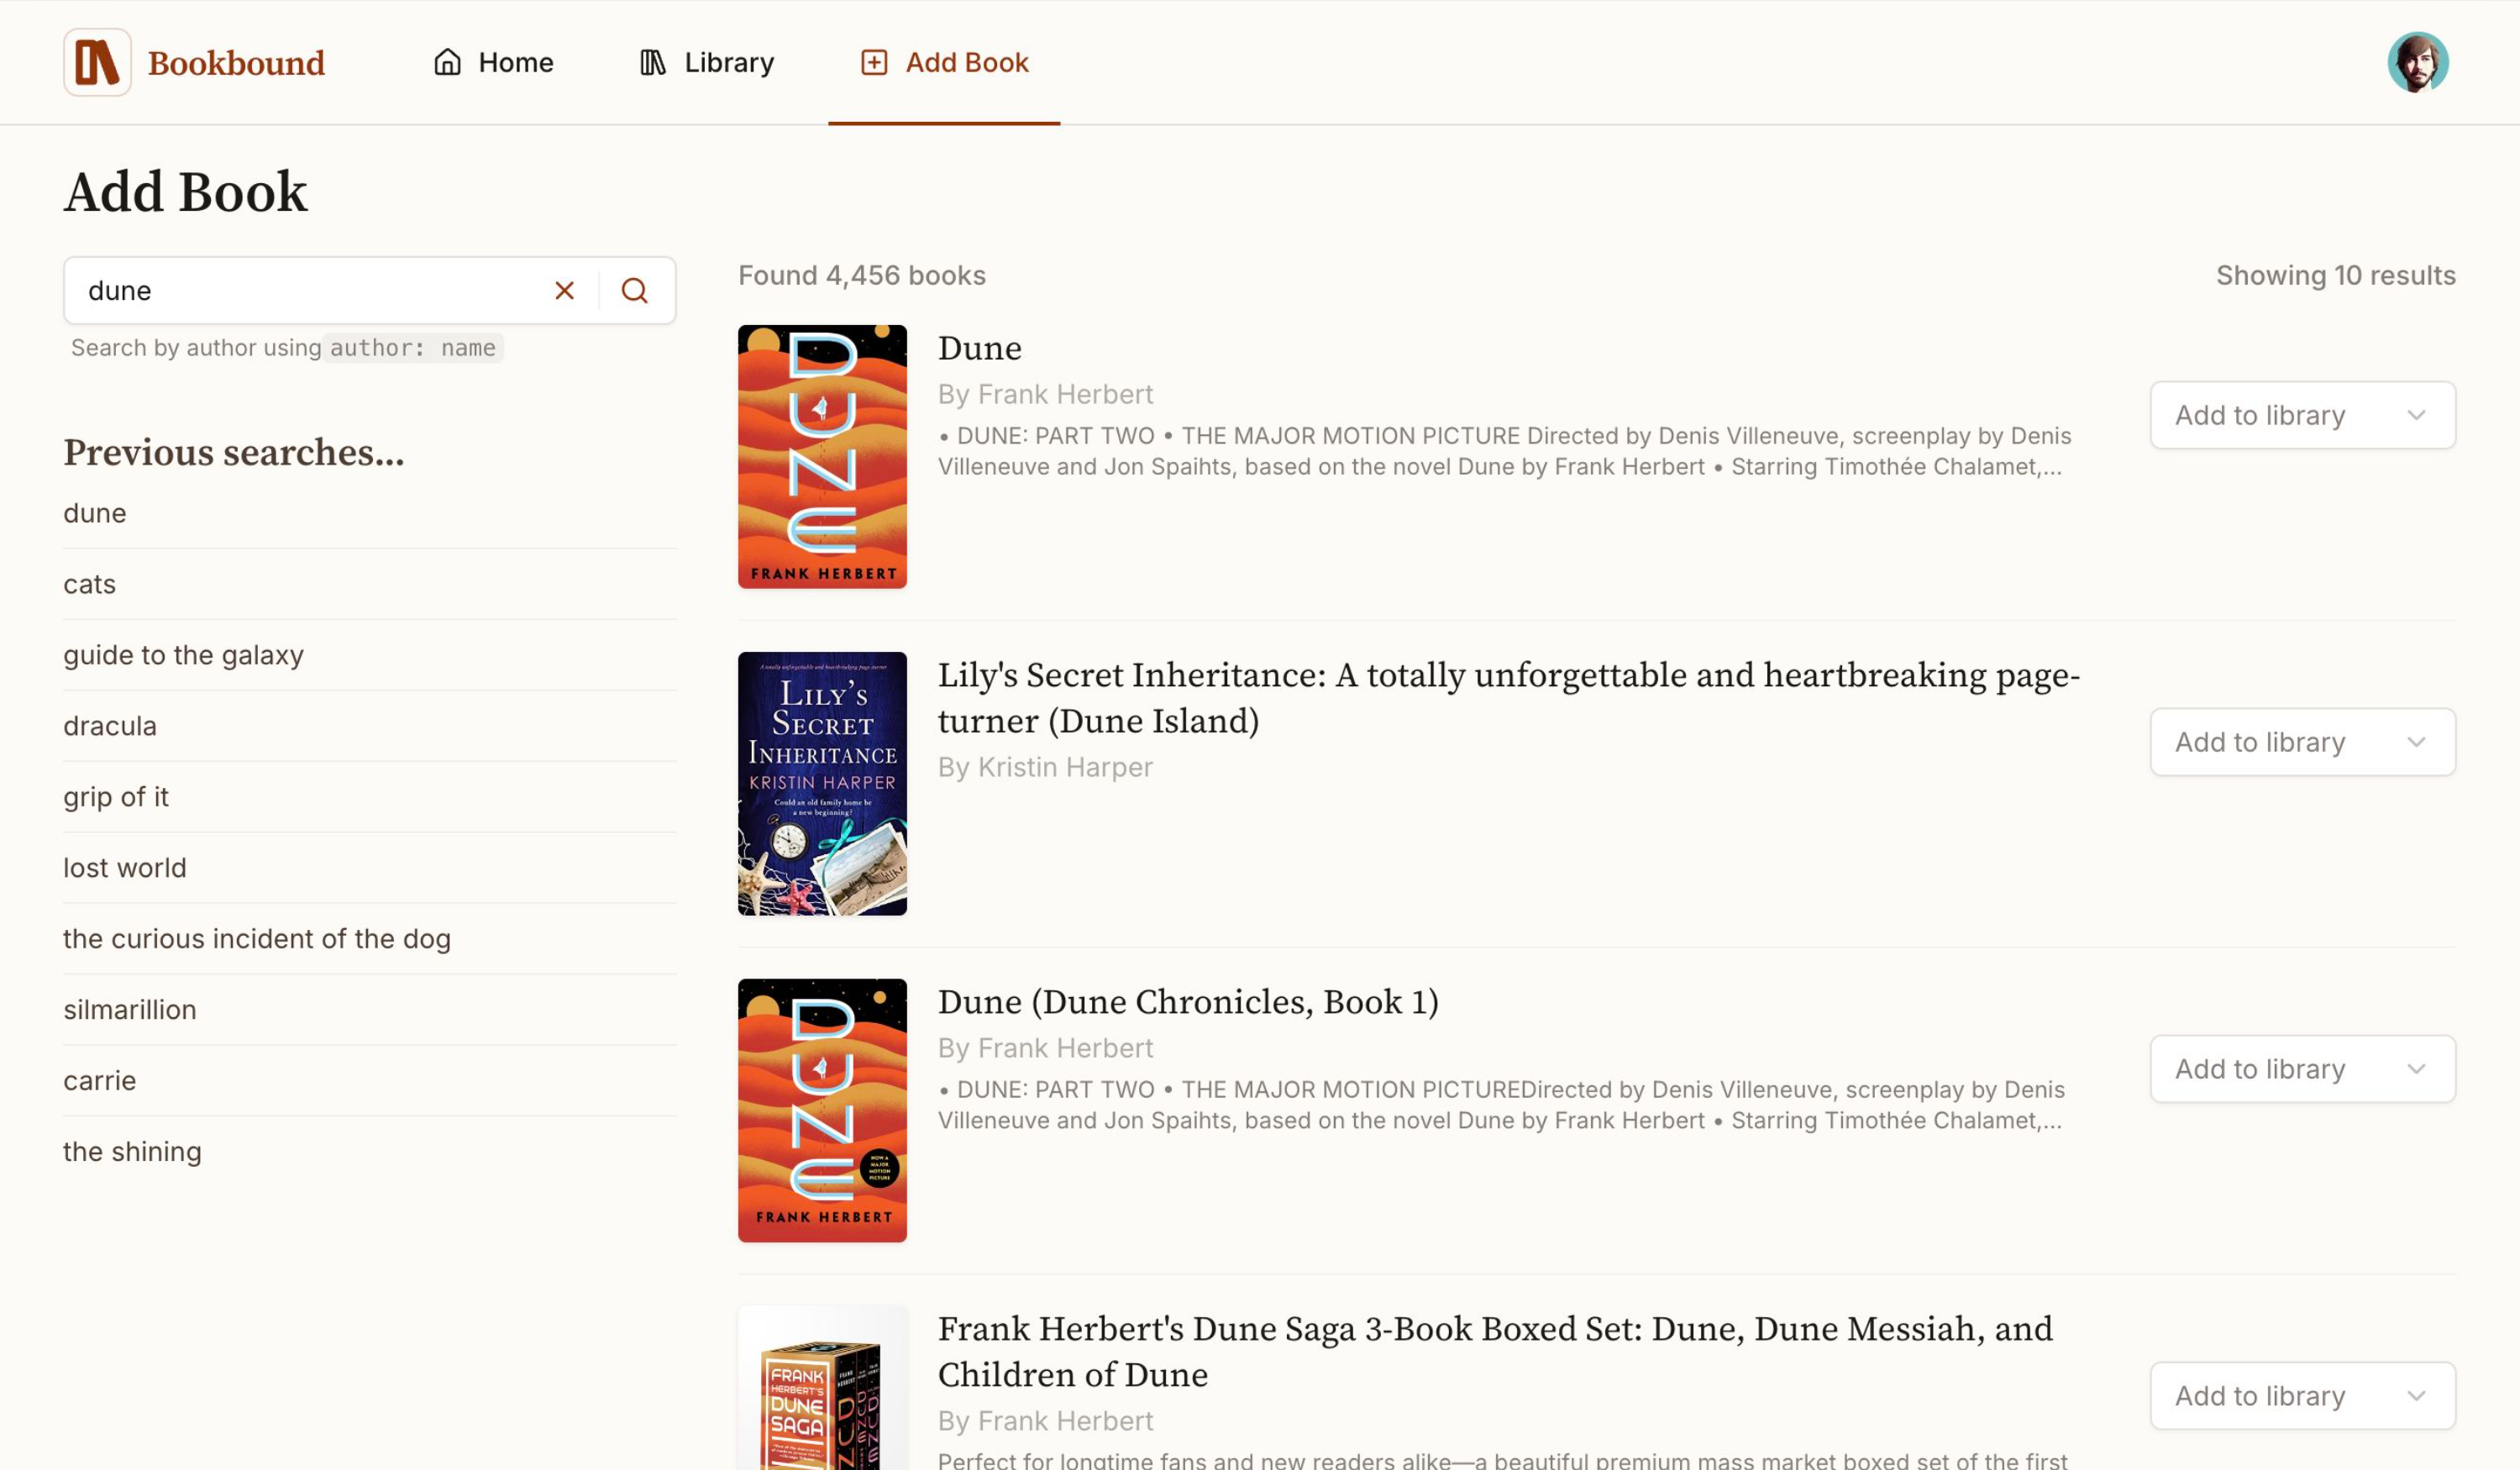 Bookbound
Home
Library
Add Book
Add Book
dune
Search by author using author: name
Previous searches...
dune
cats
guide to the galaxy
dracula
grip of it
lost world
the curious incident of the dog
silmarillion
carrie
the shining
Found 4,456 books
Showing 10 results
DUNE
FRANK HERBERT
Dune
By Frank Herbert
• DUNE: PART TWO • THE MAJOR MOTION PICTURE Directed by Denis Villeneuve, screenplay by Denis
Villeneuve and Jon Spaihts, based on the novel Dune by Frank Herbert • Starring Timothée Chalamet,...
Add to library
A totally unforgettable and heartbreaking page-turner
LILY'S
SECRET
INHERITANCE
KRISTIN HARPER
Could an old family home be
a new beginning?
Lily's Secret Inheritance: A totally unforgettable and heartbreaking page-
turner (Dune Island)
By Kristin Harper
Add to library
DUNE
NOW A
MAJOR
MOTION
PICTURE
FRANK HERBERT
Dune (Dune Chronicles, Book 1)
By Frank Herbert
• DUNE: PART TWO • THE MAJOR MOTION PICTUREDirected by Denis Villeneuve, screenplay by Denis
Villeneuve and Jon Spaihts, based on the novel Dune by Frank Herbert • Starring Timothée Chalamet,...
Add to library
FRANK
HERBERT'S
DUNE
SAGA
Frank Herbert's Dune Saga 3-Book Boxed Set: Dune, Dune Messiah, and
Children of Dune
By Frank Herbert
Perfect for longtime fans and new readers alike—a beautiful premium mass market boxed set of the first
Add to library